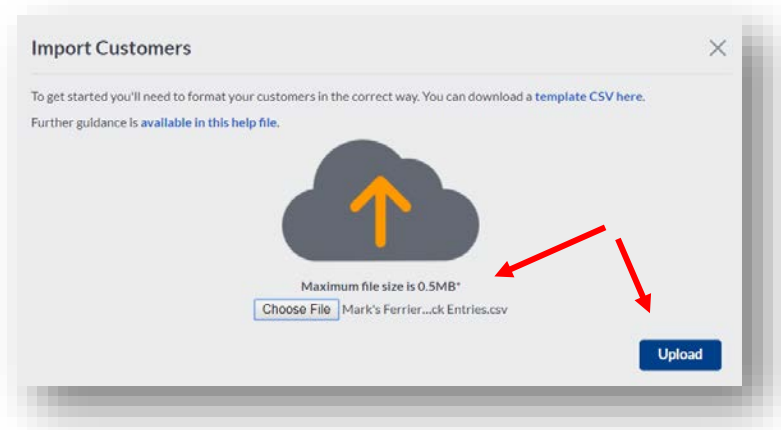 Import Customers
To get started you'll need to format your customers in the correct way. You can download a template CSV here.
Further guidance is available in this help file.
Maximum file size is 0.5MB*
Choose File Mark's Ferrier...ck Entries.csv
Upload